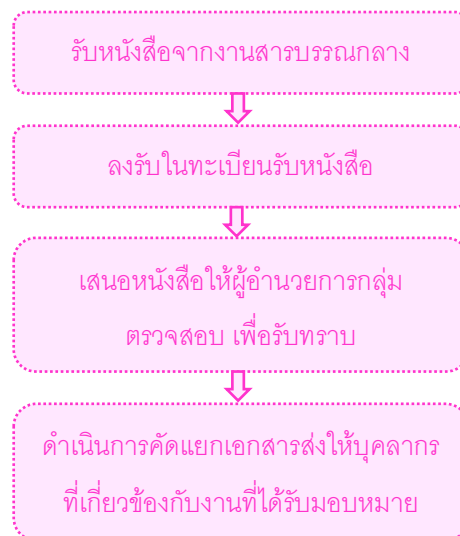 รับหนังสือจากงานสารบรรณกลาง
ลงรับในทะเบียนรับหนังสือ
เสนอหนังสือให้ผู้อำนวยการกลุ่ม
ตรวจสอบ เพื่อรับทราบ
ดำเนินการคัดแยกเอกสารส่งให้บุคลากร
ที่เกี่ยวข้องกับงานที่ได้รับมอบหมาย